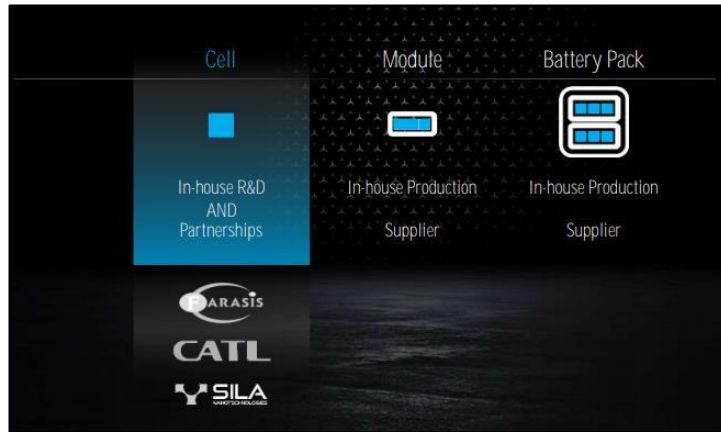 Cell Module Battery Pack
In-house R&D In-house Production In-house Production
AND
Partnerships Supplier Supplier
FARASIS
CATL
SILA
NANOTECHNOLOGIES